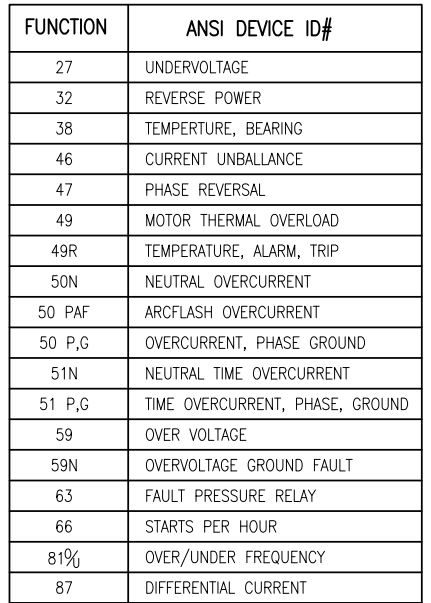 FUNCTION ANSI DEVICE ID#
27 UNDERVOLTAGE
32 REVERSE POWER
38 TEMPERTURE, BEARING
46 CURRENT UNBALLANCE
47 PHASE REVERSAL
49 MOTOR THERMAL OVERLOAD
49R TEMPERATURE, ALARM, TRIP
50N NEUTRAL OVERCURRENT
50 PAF ARCFLASH OVERCURRENT
50 P,G OVERCURRENT, PHASE GROUND
51N NEUTRAL TIME OVERCURRENT
51 P,G TIME OVERCURRENT, PHASE, GROUND
59 OVER VOLTAGE
59N OVERVOLTAGE GROUND FAULT
63 FAULT PRESSURE RELAY
66 STARTS PER HOUR
81O/U OVER/UNDER FREQUENCY
87 DIFFERENTIAL CURRENT